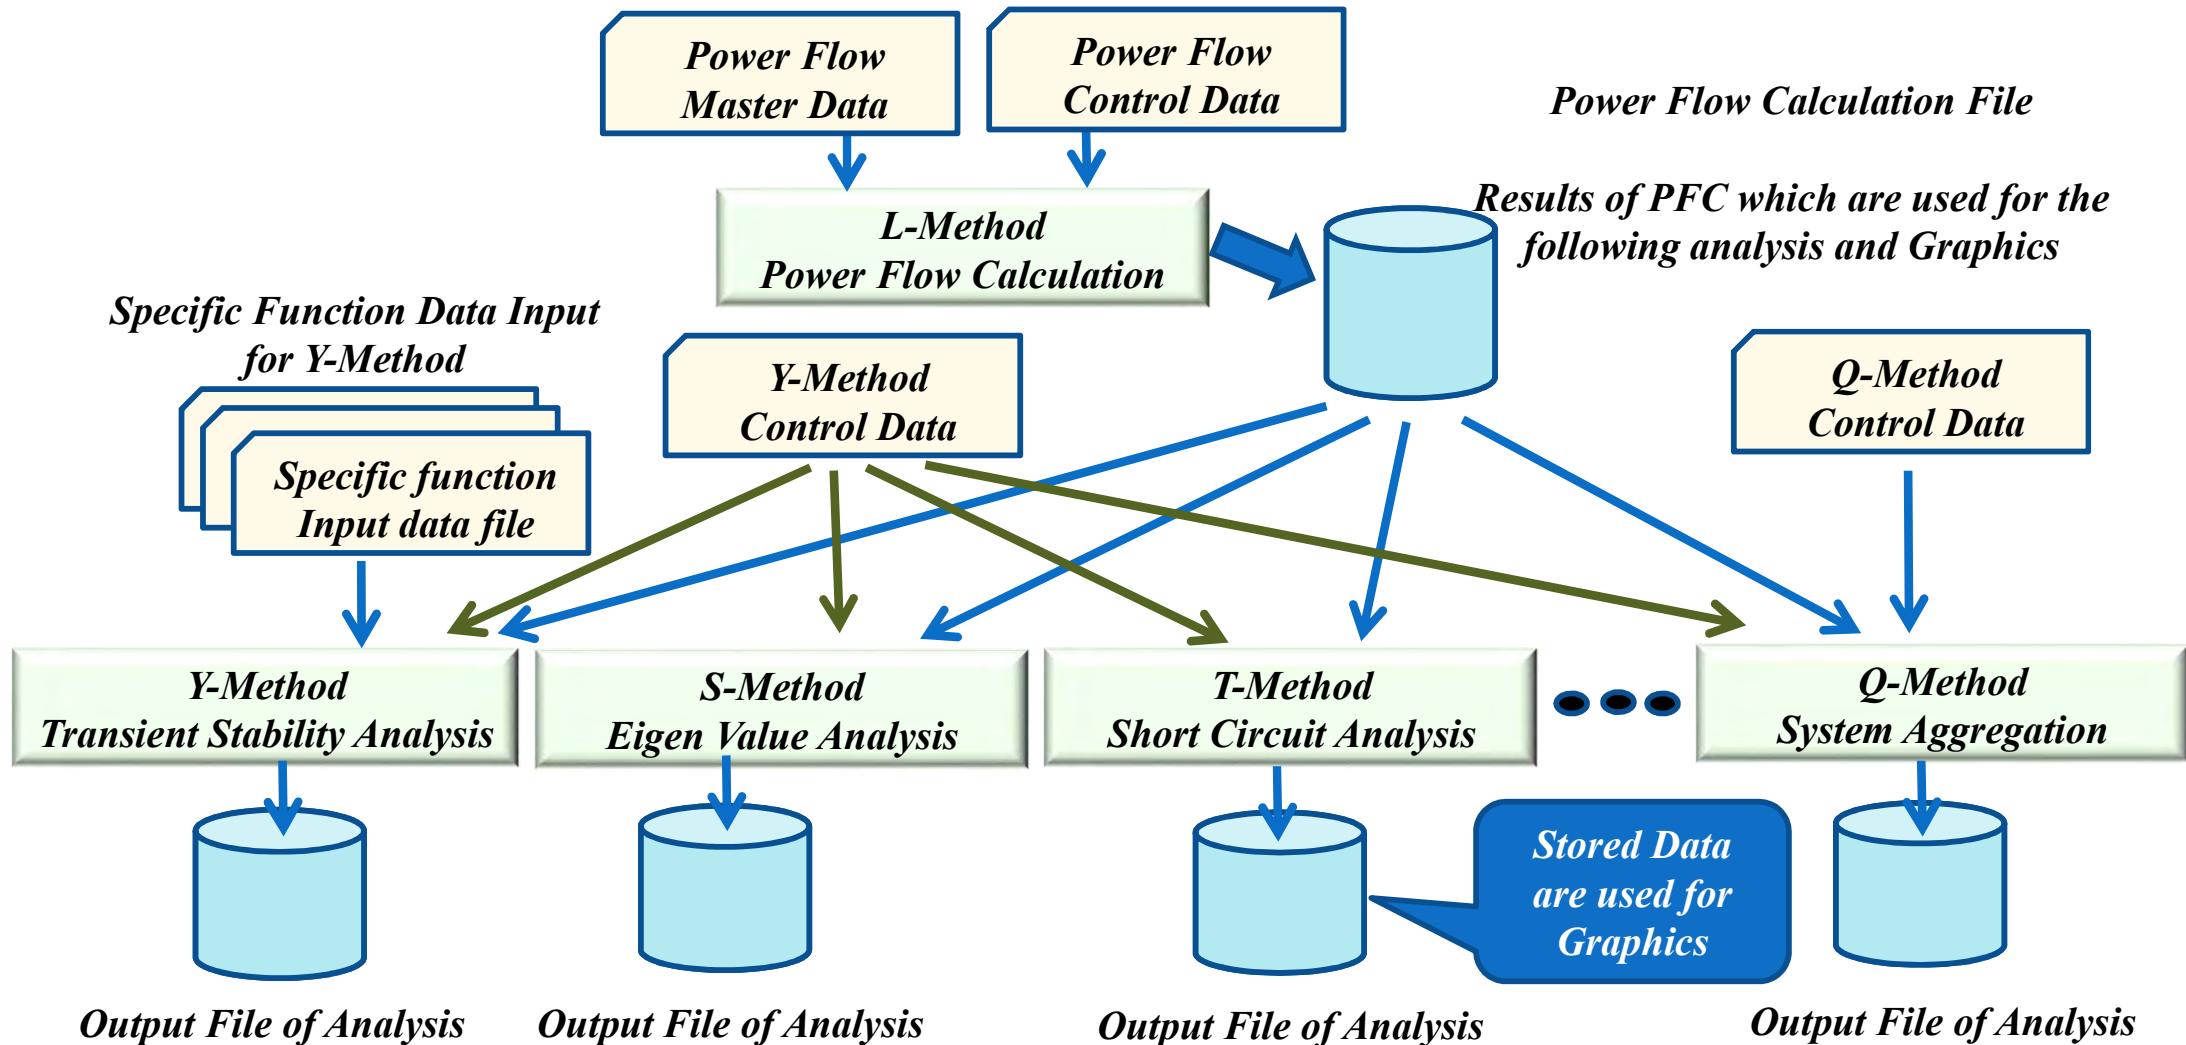 Power Flow
Master Data
Power Flow
Control Data
Power Flow Calculation File
Results of PFC which are used for the
following analysis and Graphics
L-Method
Power Flow Calculation
Specific Function Data Input
for Y-Method
Y-Method
Control Data
Q-Method
Control Data
Specific function
Input data file
Y-Method
Transient Stability Analysis
S-Method
Eigen Value Analysis
T-Method
Short Circuit Analysis
Q-Method
System Aggregation
Stored Data
are used for
Graphics
Output File of Analysis
Output File of Analysis
Output File of Analysis
Output File of Analysis